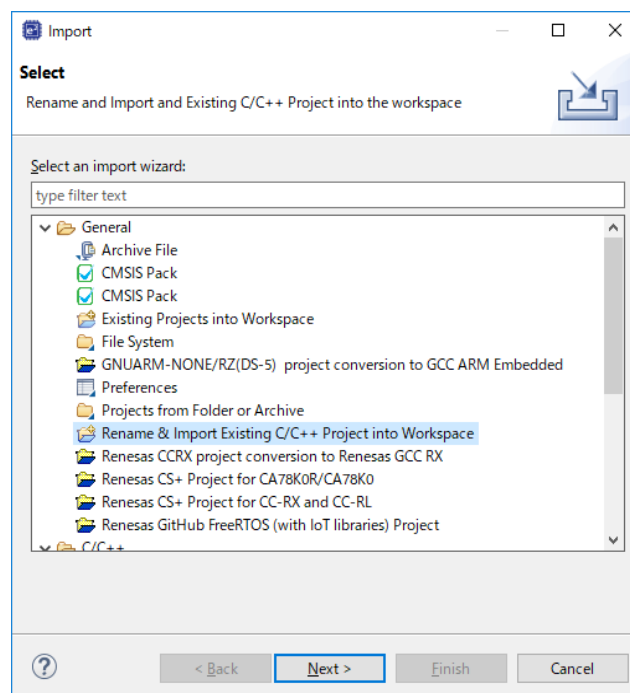 Import
Select
Rename and Import and Existing C/C++ Project into the workspace
Select an import wizard:
type filter text
General
Archive File
CMSIS Pack
CMSIS Pack
Existing Projects into Workspace
File System
GNUARM-NONE/RZ(DS-5)  project conversion to GCC ARM Embedded
Preferences
Projects from Folder or Archive
Rename & Import Existing C/C++ Project into Workspace
Renesas CCRX project conversion to Renesas GCC RX
Renesas CS+ Project for CA78K0R/CA78K0
Renesas CS+ Project for CC-RX and CC-RL
Renesas GitHub FreeRTOS (with IoT libraries) Project
C/C++
< Back Next > Finish Cancel